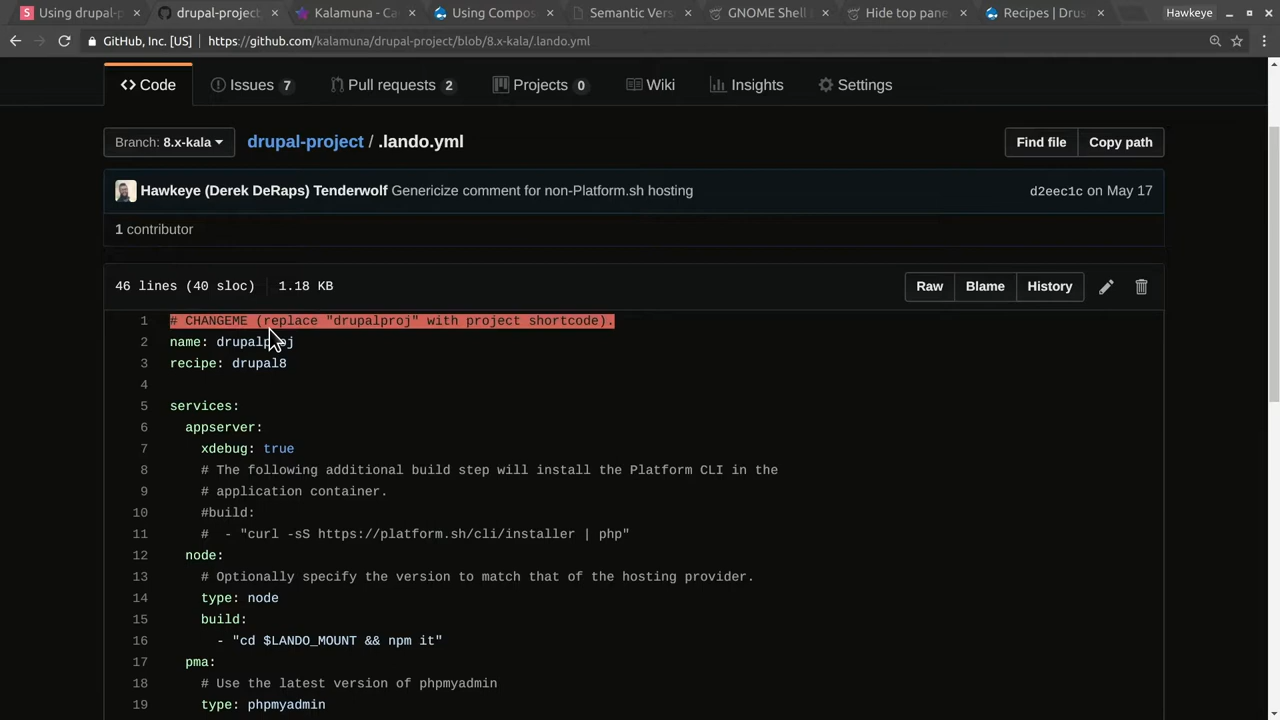 Using drupal-p
drupal-project
Kalamuna - Ca
Using Compos
Semantic Vers
GNOME Shell
Hide top pane
Recipes | Drus
Hawkeye
GitHub, Inc. [US]
https://github.com/kalamuna/drupal-project/blob/8.x-kala/.lando.yml
Code
Issues 7
Pull requests 2
Projects 0
Wiki
Insights
Settings
Branch: 8.x-kala
drupal-project / .lando.yml
Find file
Copy path
Hawkeye (Derek DeRaps) Tenderwolf Genericize comment for non-Platform.sh hosting
d2eec1c on May 17
1 contributor
46 lines (40 sloc)
1.18 KB
Raw
Blame
History
1 # CHANGEME (replace "drupalproj" with project shortcode).
2 name: drupalproj
3 recipe: drupal8
4
5 services:
6 appserver:
7 xdebug: true
8 # The following additional build step will install the Platform CLI in the
9 # application container.
10 #build:
11 # - "curl -sS https://platform.sh/cli/installer | php"
12 node:
13 # Optionally specify the version to match that of the hosting provider.
14 type: node
15 build:
16 - "cd $LANDO_MOUNT && npm it"
17 pma:
18 # Use the latest version of phpmyadmin
19 type: phpmyadmin